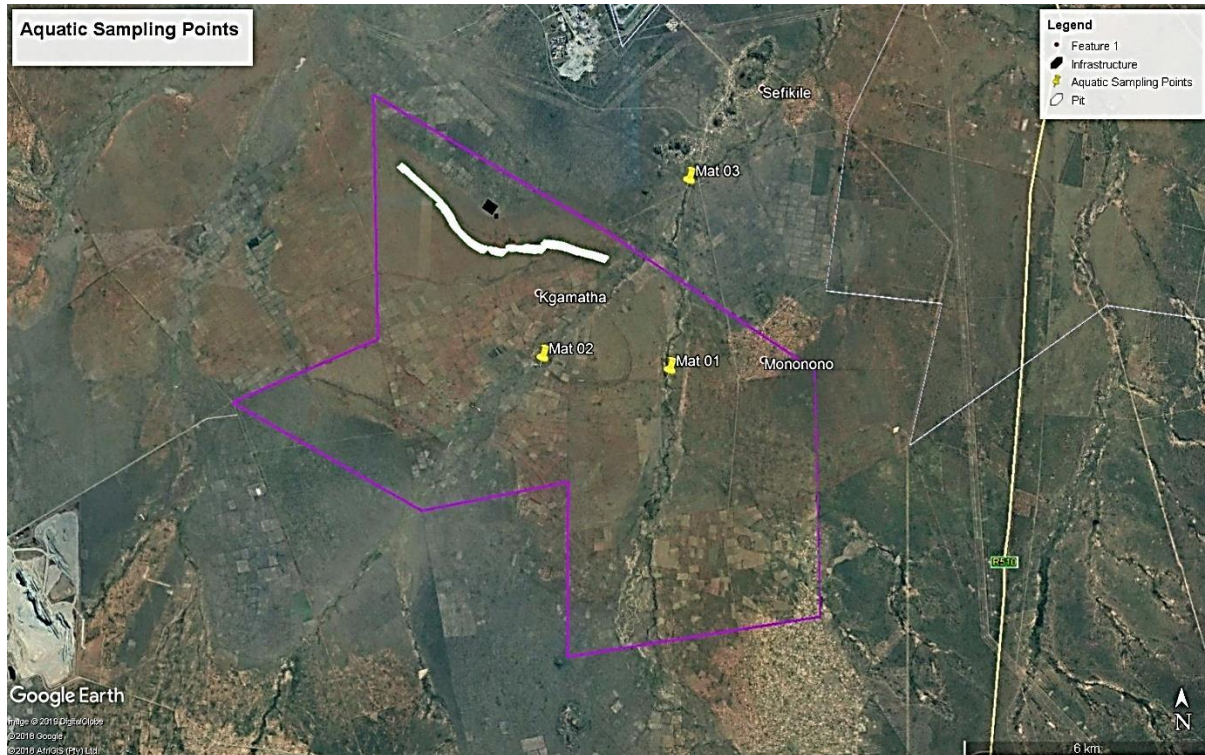 Aquatic Sampling Points
Legend
Feature 1
Infrastructure
Aquatic Sampling Points
Pit
Sefikile
Mat 03
Kgamatha
Mat 02
Mat 01
Mononono
R510
Google Earth
Image © 2019 DigitalGlobe
©2018 Google
©2018 AfriGIS (Pty) Ltd
6 km
N